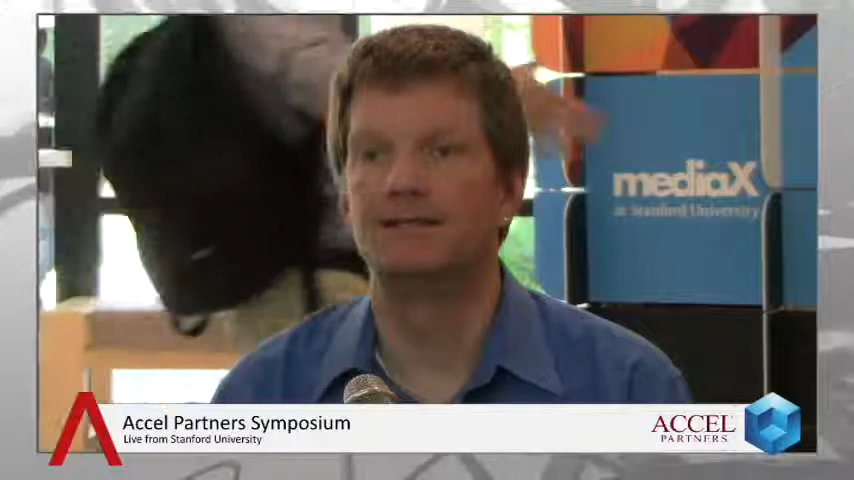 mediaX
at Stanford University
Accel Partners Symposium
Live from Stanford University
ACCEL
PARTNERS